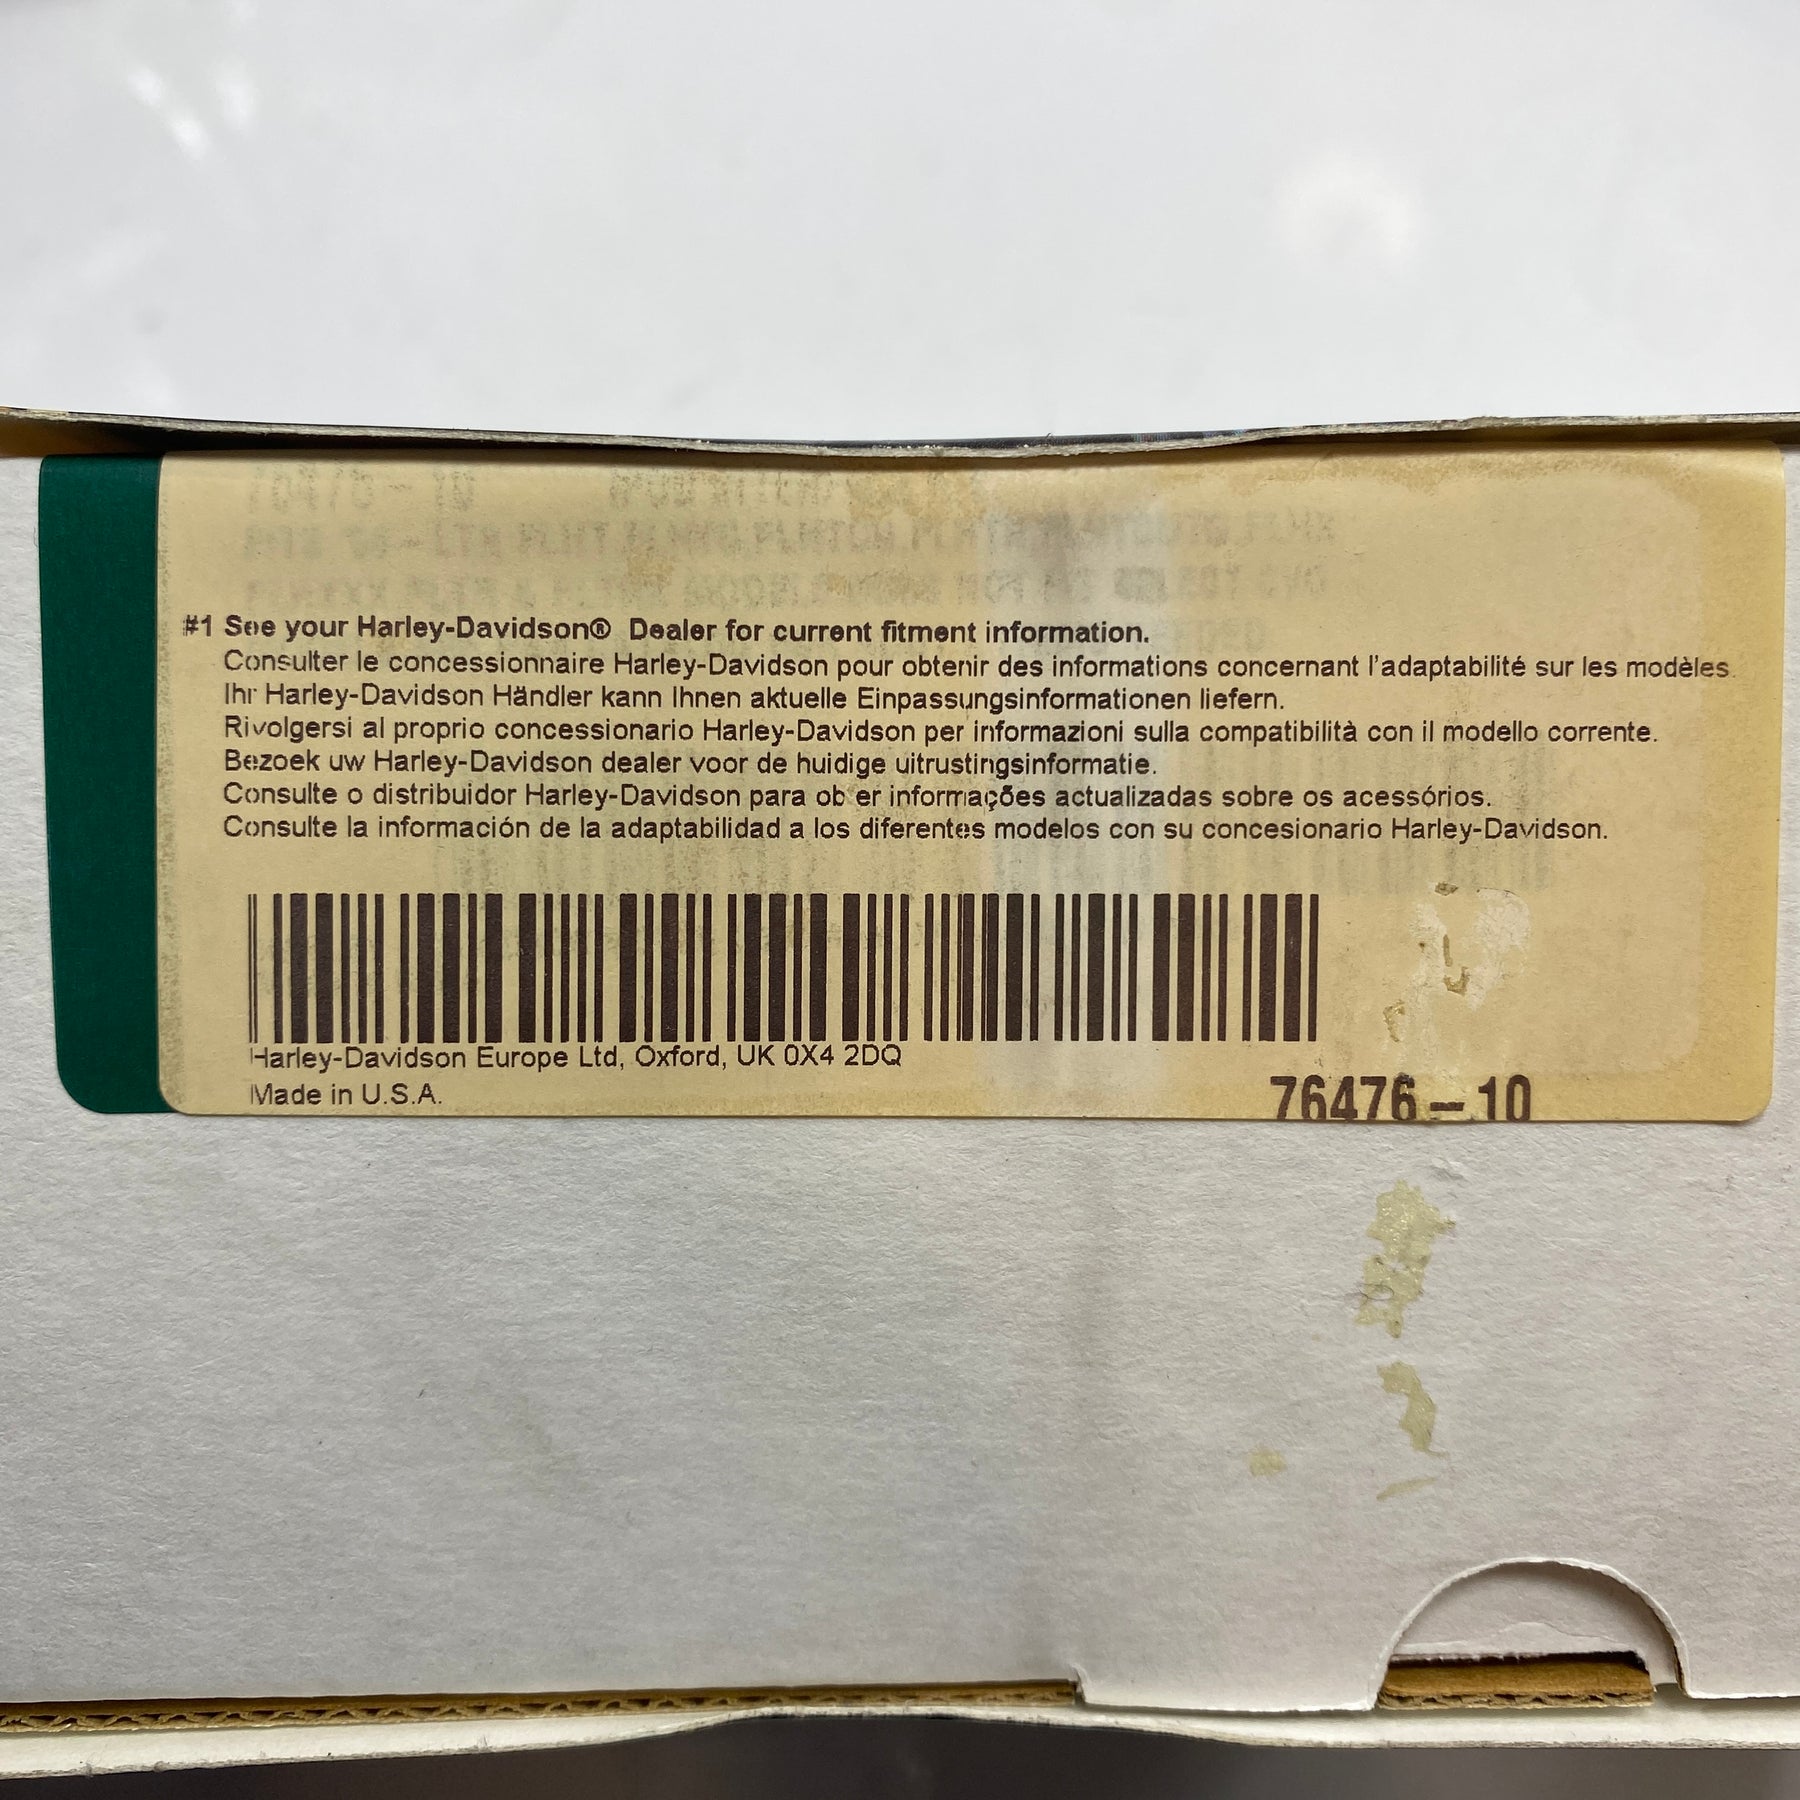 #1 See your Harley-Davidson® Dealer for current fitment information.
Consulter le concessionnaire Harley-Davidson pour obtenir des informations concernant l'adaptabilité sur les modèles.
Ihr Harley-Davidson Händler kann Ihnen aktuelle Einpassungsinformationen liefern.
Rivolgersi al proprio concessionario Harley-Davidson per informazioni sulla compatibilità con il modello corrente.
Bezoek uw Harley-Davidson dealer voor de huidige uitrustingsinformatie.
Consulte o distribuidor Harley-Davidson para ob er informações actualizadas sobre os acessórios.
Consulte la información de la adaptabilidad a los diferentes modelos con su concesionario Harley-Davidson.
Harley-Davidson Europe Ltd, Oxford, UK 0X4 2DQ
Made in U.S.A.
76476-10